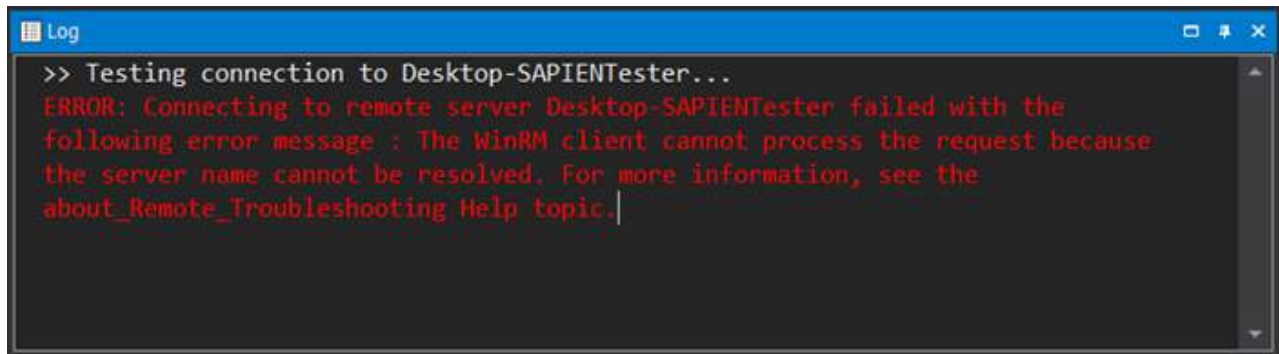 Log
>> Testing connection to Desktop-SAPIENTester...
ERROR: Connecting to remote server Desktop-SAPIENTester failed with the
following error message : The WinRM client cannot process the request because
the server name cannot be resolved. For more information, see the
about_Remote_Troubleshooting Help topic.